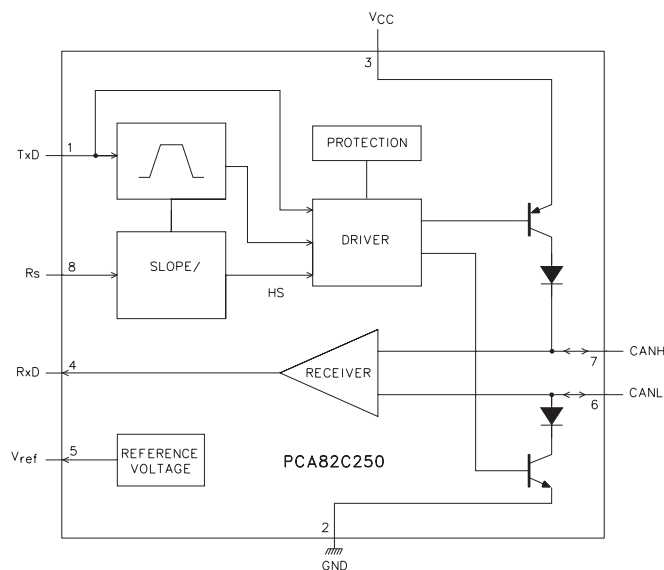 VCC
3
TxD
1
PROTECTION
DRIVER
Rs
8
SLOPE/
HS
RxD
4
RECEIVER
7
CANH
6
CANL
Vref
5
REFERENCE
VOLTAGE
PCA82C250
2
GND